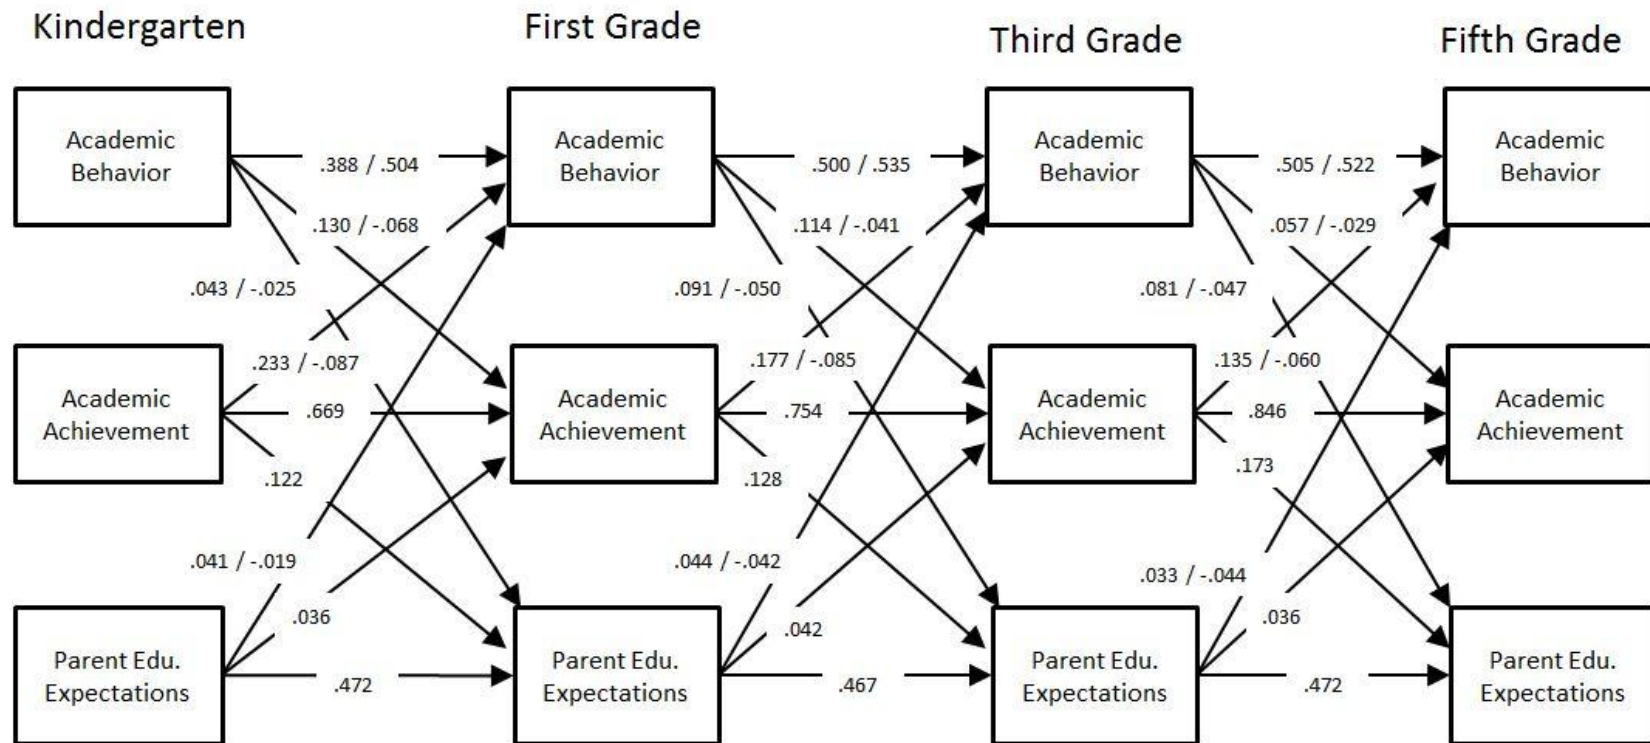 Kindergarten
First Grade
Third Grade
Fifth Grade
Academic
Behavior
Academic
Behavior
Academic
Behavior
Academic
Behavior
.388 / .504
.500 / .535
.505 / .522
.130 / -.068
.114 / -.041
.057 / -.029
.043 / -.025
.091 / -.050
.081 / -.047
.233 / -.087
.177 / -.085
.135 / -.060
Academic
Achievement
Academic
Achievement
Academic
Achievement
Academic
Achievement
.669
.754
.846
.122
.128
.173
.041 / -.019
.044 / -.042
.033 / -.044
.036
.042
.036
Parent Edu.
Expectations
Parent Edu.
Expectations
Parent Edu.
Expectations
Parent Edu.
Expectations
.472
.467
.472